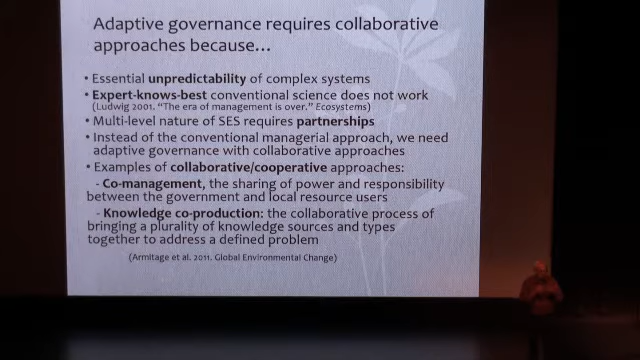 Adaptive governance requires collaborative
approaches because...
• Essential unpredictability of complex systems
• Expert-knows-best conventional science does not work
(Ludwig 2001. “The era of management is over.” Ecosystems)
• Multi-level nature of SES requires partnerships
• Instead of the conventional managerial approach, we need
adaptive governance with collaborative approaches
• Examples of collaborative/cooperative approaches:
- Co-management, the sharing of power and responsibility
between the government and local resource users
- Knowledge co-production: the collaborative process of
bringing a plurality of knowledge sources and types
together to address a defined problem
(Armitage et al. 2011. Global Environmental Change)